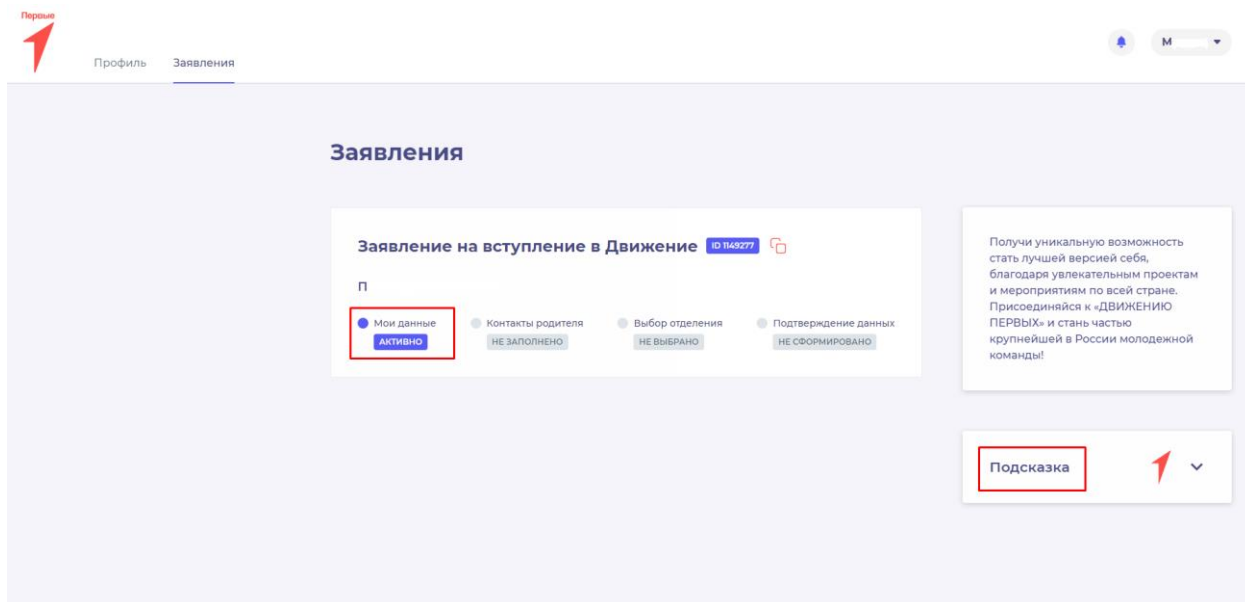 Первые
Профиль Заявления
М
Заявления
Заявление на вступление в Движение ID 1149277
П
Мои данные
АКТИВНО
Контакты родителя
НЕ ЗАПОЛНЕНО
Выбор отделения
НЕ ВЫБРАНО
Подтверждение данных
НЕ СФОРМИРОВАНО
Получи уникальную возможность
стать лучшей версией себя,
благодаря увлекательным проектам
и мероприятиям по всей стране.
Присоединяйся к «ДВИЖЕНИЮ
ПЕРВЫХ» и стань частью
крупнейшей в России молодежной
команды!
Подсказка